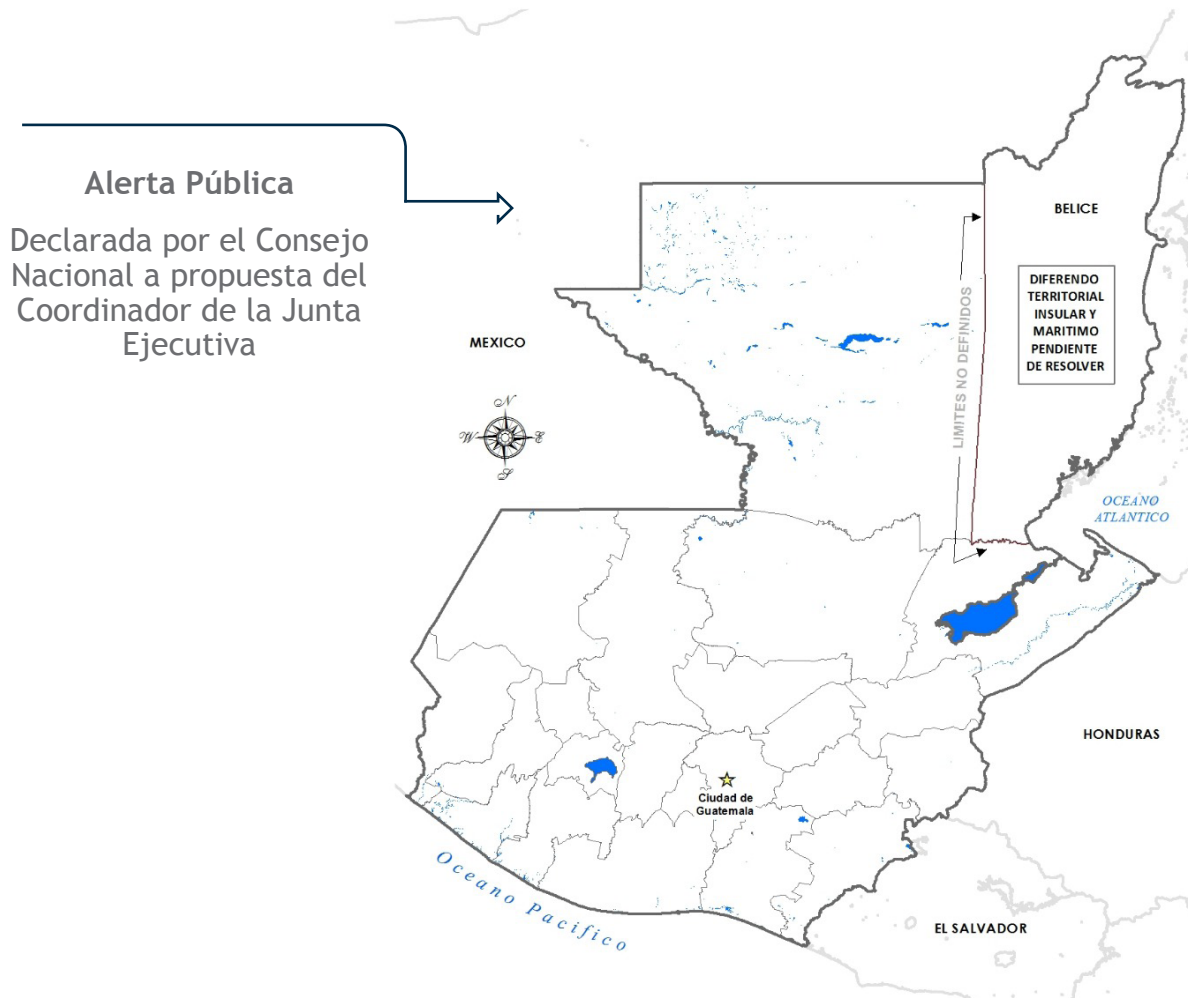 Alerta Pública
Declarada por el Consejo
Nacional a propuesta del
Coordinador de la Junta
Ejecutiva
BELICE
DIFERENDO
TERRITORIAL
INSULAR Y
MARITIMO
PENDIENTE
DE RESOLVER
LIMITES NO DEFINIDOS
MEXICO
N
W
E
S
OCEANO
ATLANTICO
HONDURAS
Ciudad de
Guatemala
Oceano Pacifico
EL SALVADOR